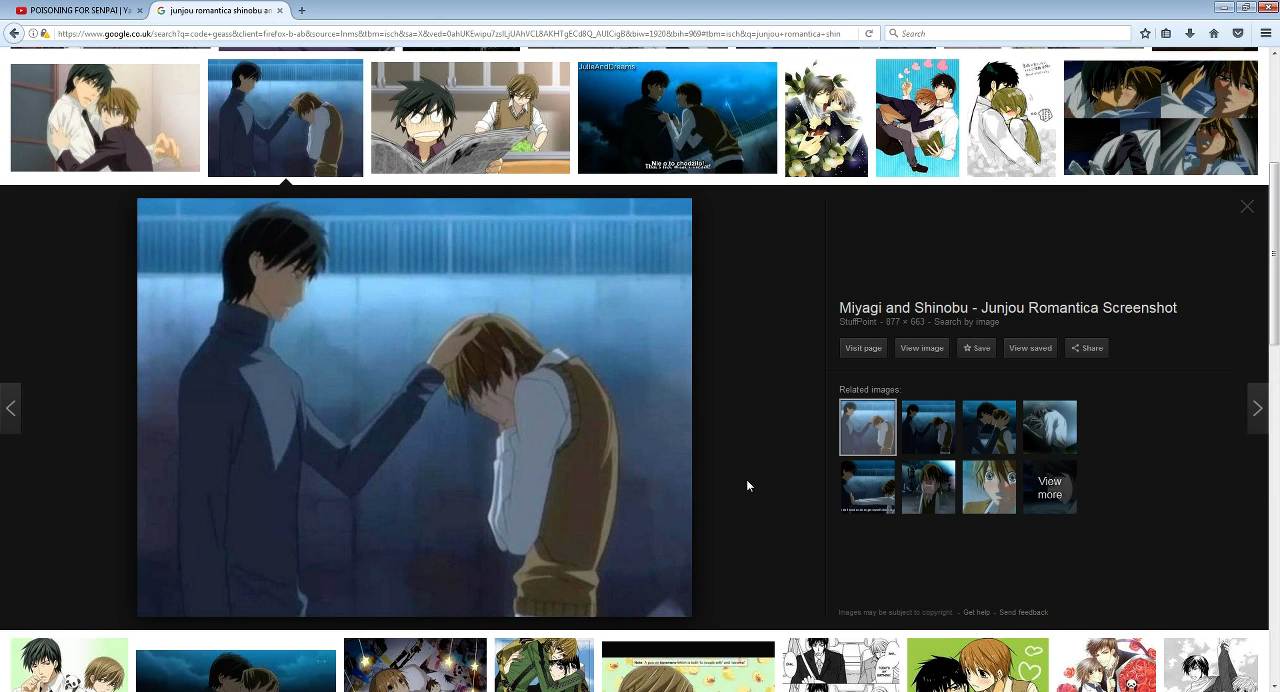 POISONING FOR SENPAI | Ya
junjou romantica shinobu an
https://www.google.co.uk/search?q=code+geass&client=firefox-b-ab&source=lnms&tbm=isch&sa=X&ved=0ahUKEwipu7zslLjUAhVCL8AKHTgECd8Q_AUICigB&biw=1920&bih=969#tbm=isch&q=junjou+romantica+shin
Search
JulieAndDreams
Nie o to chodziło!
Miyagi and Shinobu - Junjou Romantica Screenshot
StuffPoint - 877 × 663 - Search by image
Visit page
View image
Save
View saved
Share
Related images:
View
more
Images may be subject to copyright. - Get help - Send feedback